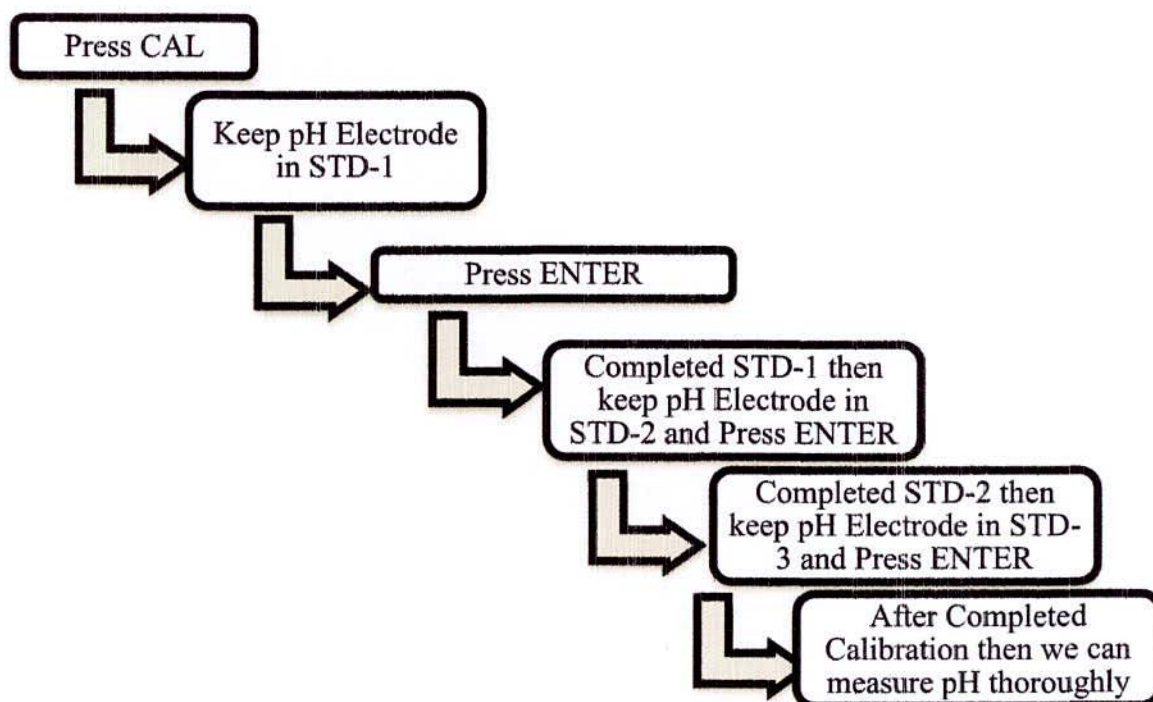 Press CAL
Keep pH Electrode
in STD-1
Press ENTER
Completed STD-1 then
keep pH Electrode in
STD-2 and Press ENTER
Completed STD-2 then
keep pH Electrode in STD-
3 and Press ENTER
After Completed
Calibration then we can
measure pH thoroughly